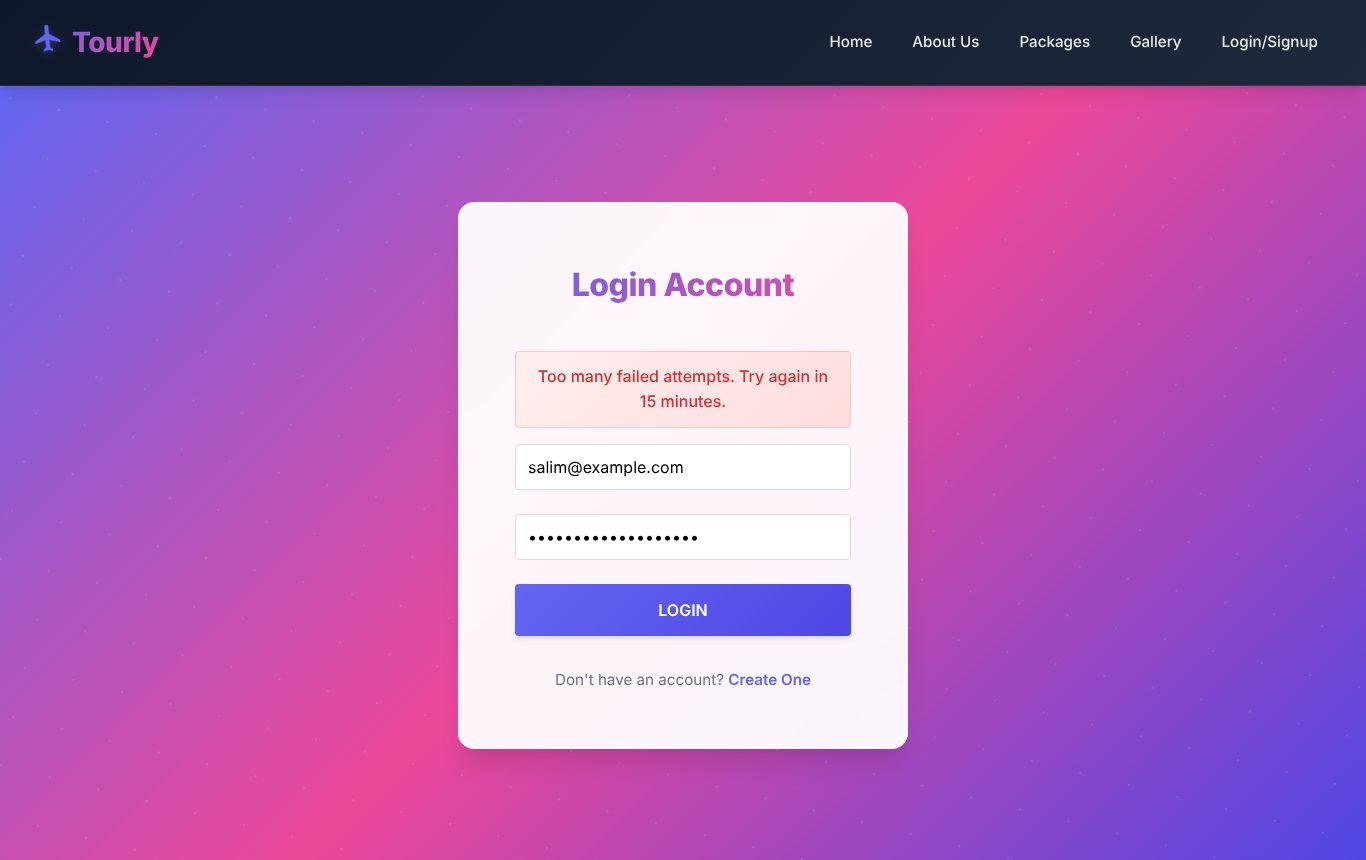 Tourly
Home
About Us
Packages
Gallery
Login/Signup
Login Account
Too many failed attempts. Try again in
15 minutes.
salim@example.com
•••••••••••••••••••
LOGIN
Don't have an account? Create One